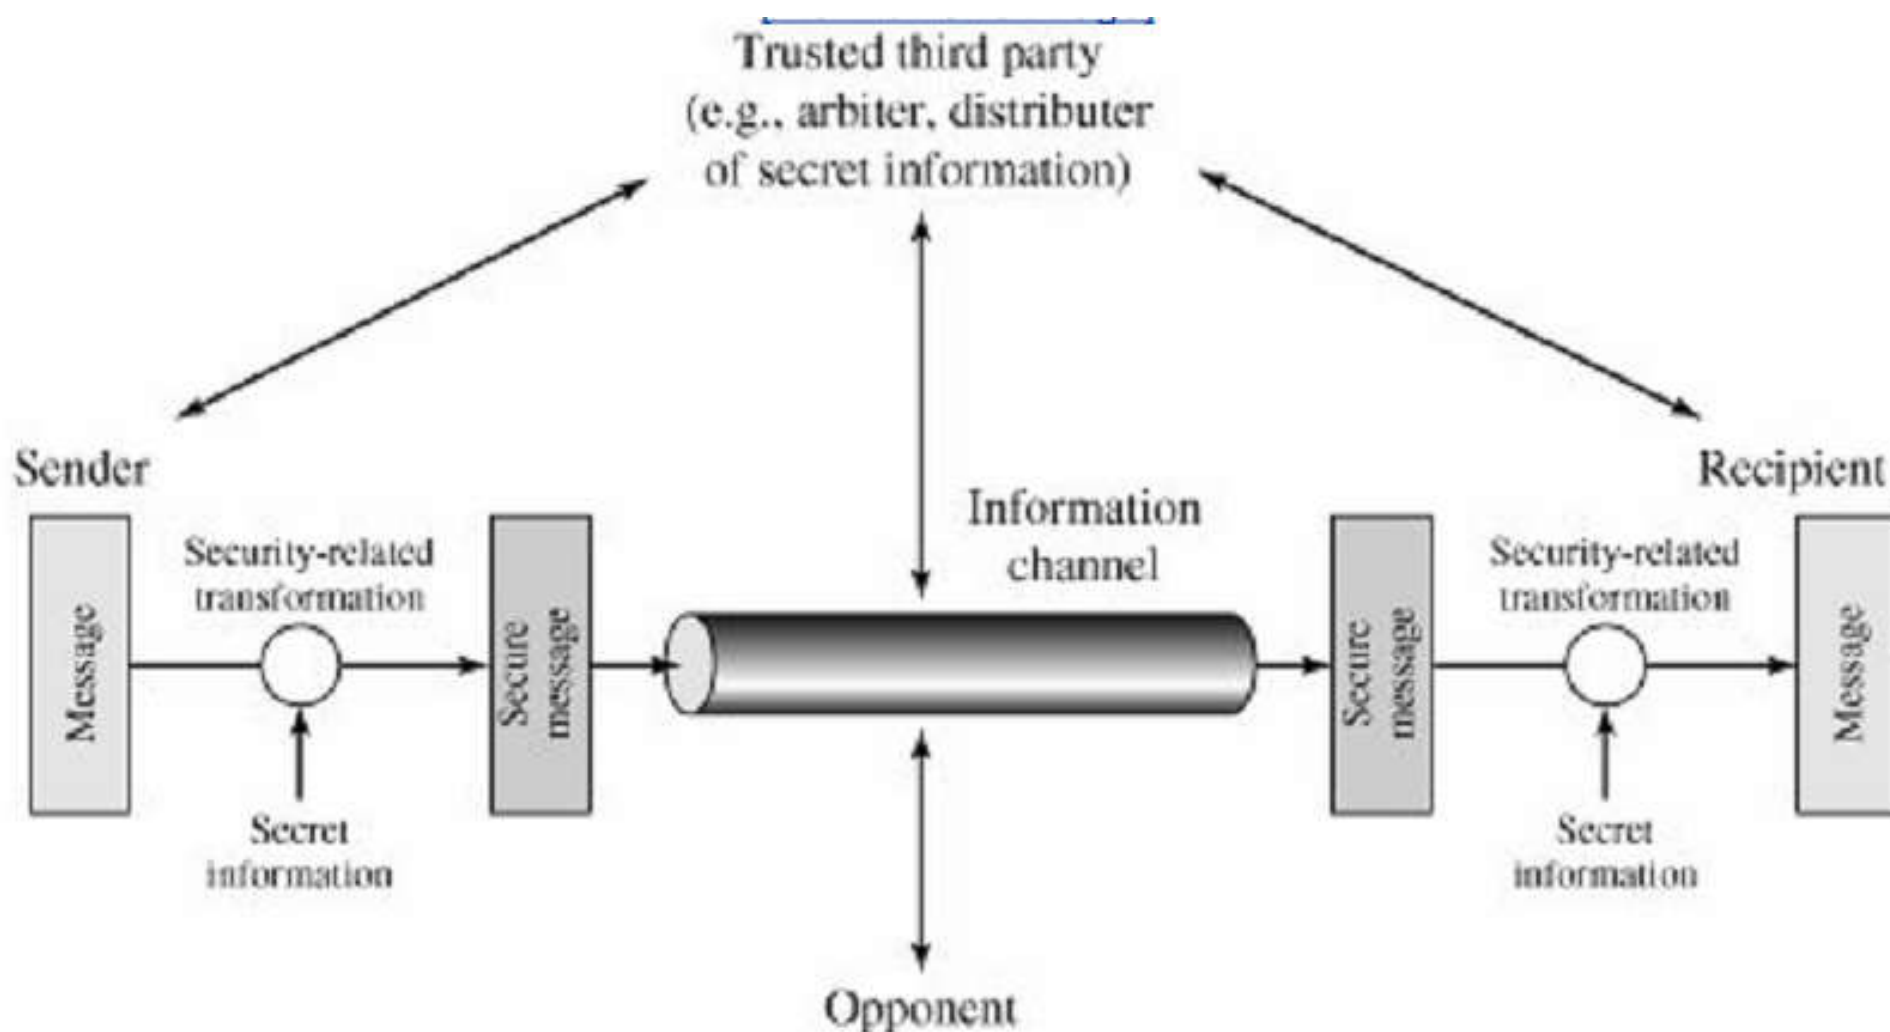 Trusted third party
(e.g., arbiter, distributer
of secret information)
Sender
Recipient
Information
channel
Security-related
transformation
Security-related
transformation
Message
Secure
message
Secure
message
Message
Secret
information
Secret
information
Opponent